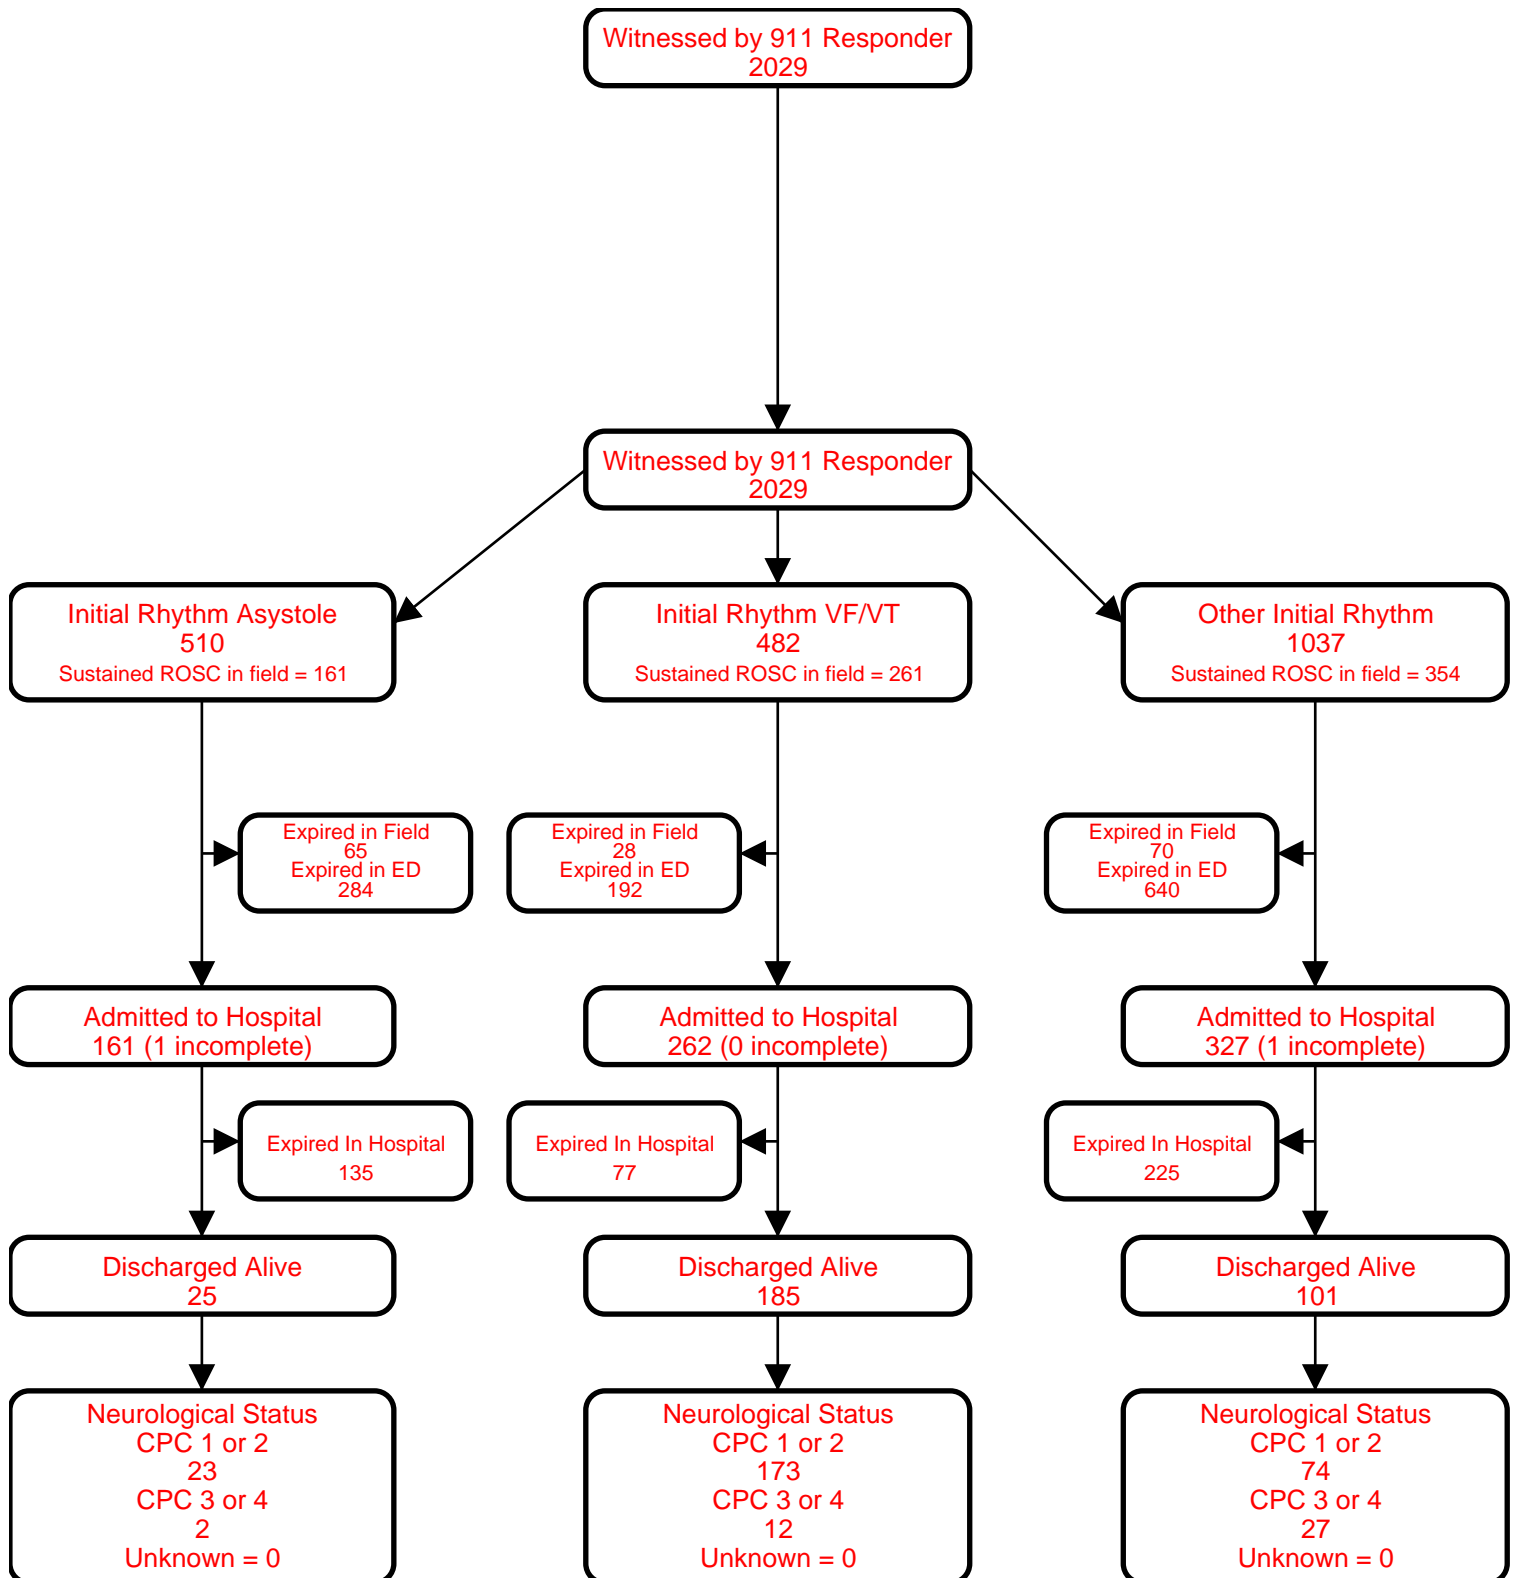 Witnessed by 911 Responder
2029
Witnessed by 911 Responder
2029
Initial Rhythm Asystole
510
Sustained ROSC in field = 161
Initial Rhythm VF/VT
482
Sustained ROSC in field = 261
Other Initial Rhythm
1037
Sustained ROSC in field = 354
Expired in Field
65
Expired in ED
284
Expired in Field
28
Expired in ED
192
Expired in Field
70
Expired in ED
640
Admitted to Hospital
161 (1 incomplete)
Admitted to Hospital
262 (0 incomplete)
Admitted to Hospital
327 (1 incomplete)
Expired In Hospital
135
Expired In Hospital
77
Expired In Hospital
225
Discharged Alive
25
Discharged Alive
185
Discharged Alive
101
Neurological Status
CPC 1 or 2
23
CPC 3 or 4
2
Unknown = 0
Neurological Status
CPC 1 or 2
173
CPC 3 or 4
12
Unknown = 0
Neurological Status
CPC 1 or 2
74
CPC 3 or 4
27
Unknown = 0